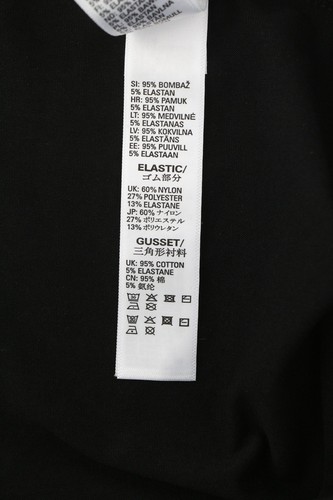 SI: 95% BOMBAŽ
5% ELASTAN
HR: 95% PAMUK
5% ELASTAN
LT: 95% MEDVILNĖ
5% ELASTANAS
LV: 95% KOKVILNA
5% ELASTĀNS
EE: 95% PUUVILL
5% ELASTAAN
ELASTIC/
ゴム部分
UK: 60% NYLON
27% POLYESTER
13% ELASTANE
JP: 60% ナイロン
27% ポリエステル
13% ポリウレタン
GUSSET/
三角形衬料
UK: 95% COTTON
5% ELASTANE
CN: 95% 棉
5% 氨纶